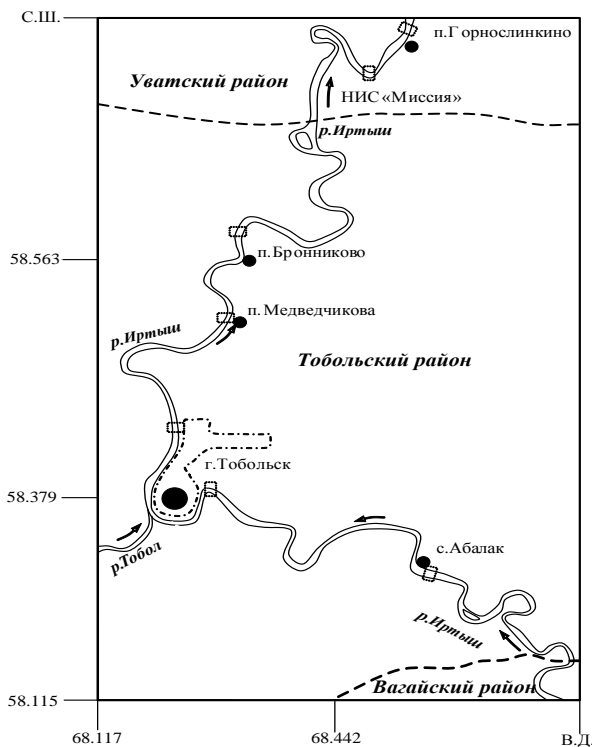 С.Ш.
п.Горнослинкино
Уватский район
НИС «Миссия»
р.Иртыш
58.563
п.Бронниково
п. Медведчикова
р.Иртыш
Тобольский район
г.Тобольск
58.379
р.Тобол
с.Абалак
р.Иртыш
Вагайский район
58.115
68.117
68.442
В.Д.